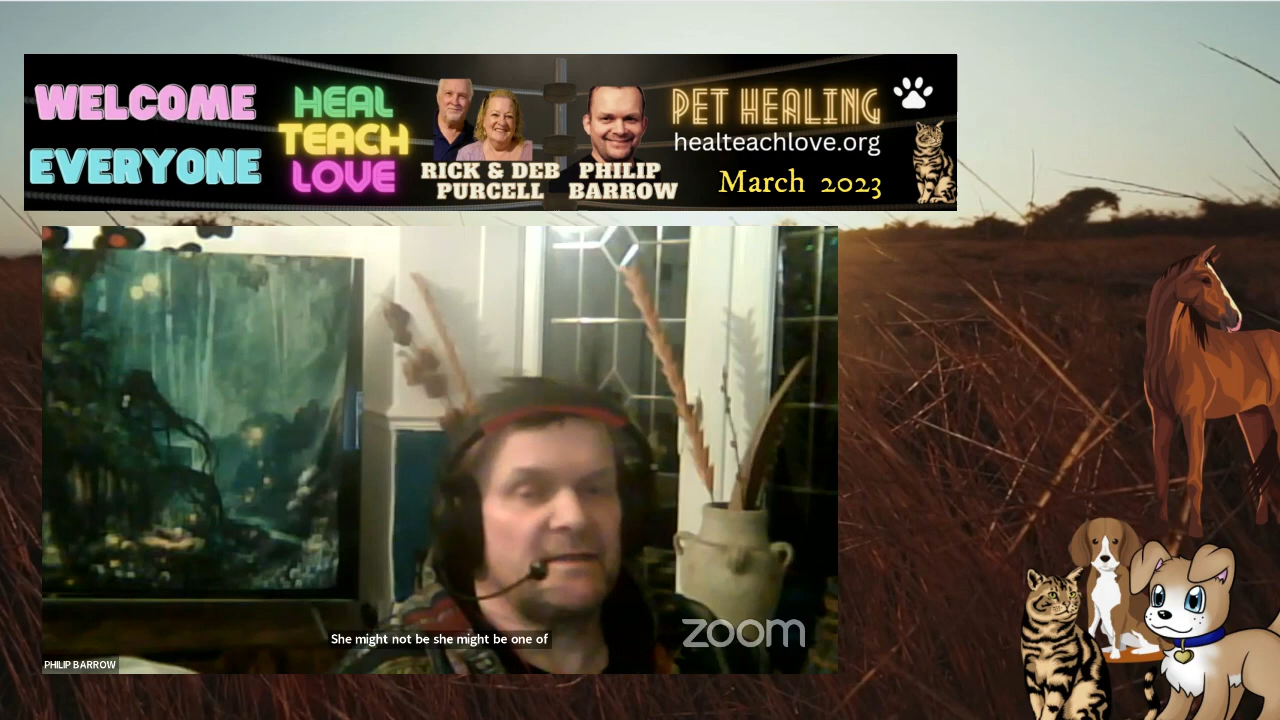 WELCOME
EVERYONE
HEAL
TEACH
LOVE
RICK & DEB
PURCELL
PHILIP
BARROW
PET HEALING
healteachlove.org
March 2023
She might not be she might be one of
zoom
PHILIP BARROW